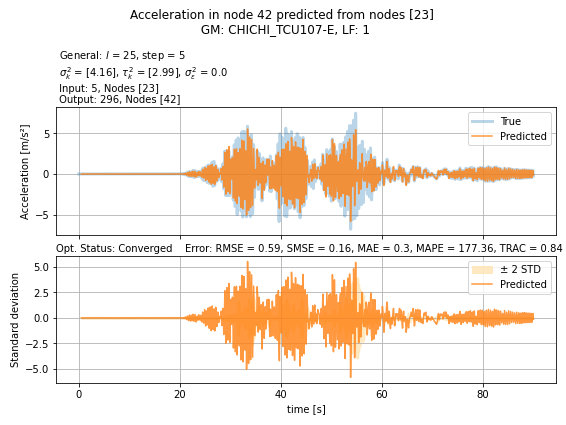 Acceleration in node 42 predicted from nodes [23]
GM: CHICHI_TCU107-E, LF: 1
General: l = 25, step = 5
σ²ₖ = [4.16], τ²ₖ = [2.99], σ²ε = 0.0
Input: 5, Nodes [23]
Output: 296, Nodes [42]
Acceleration [m/s²]
5
0
−5
True
Predicted
Opt. Status: Converged Error: RMSE = 0.59, SMSE = 0.16, MAE = 0.3, MAPE = 177.36, TRAC = 0.84
Standard deviation
5.0
2.5
0.0
−2.5
−5.0
± 2 STD
Predicted
0 20 40 60 80
time [s]